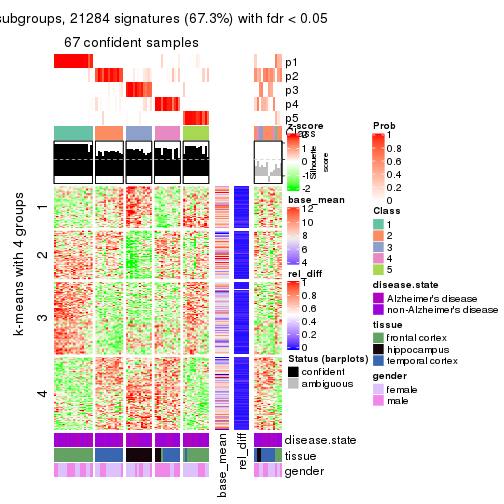 subgroups, 21284 signatures (67.3%) with fdr < 0.05
67 confident samples
p1
p2
p3
p4
p5
Class
Silhouette
score
k-means with 4 groups
1
2
3
4
z-score
2
-2
base_mean
12
10
8
6
4
rel_diff
1
0.8
0.6
0.4
0.2
0
Status (barplots)
confident
ambiguous
Prob
1
0.8
0.6
0.4
0.2
0
Class
1
2
3
4
5
disease.state
Alzheimer's disease
non-Alzheimer's disease
tissue
frontal cortex
hippocampus
temporal cortex
gender
female
male
disease.state
tissue
gender
base_mean
rel_diff